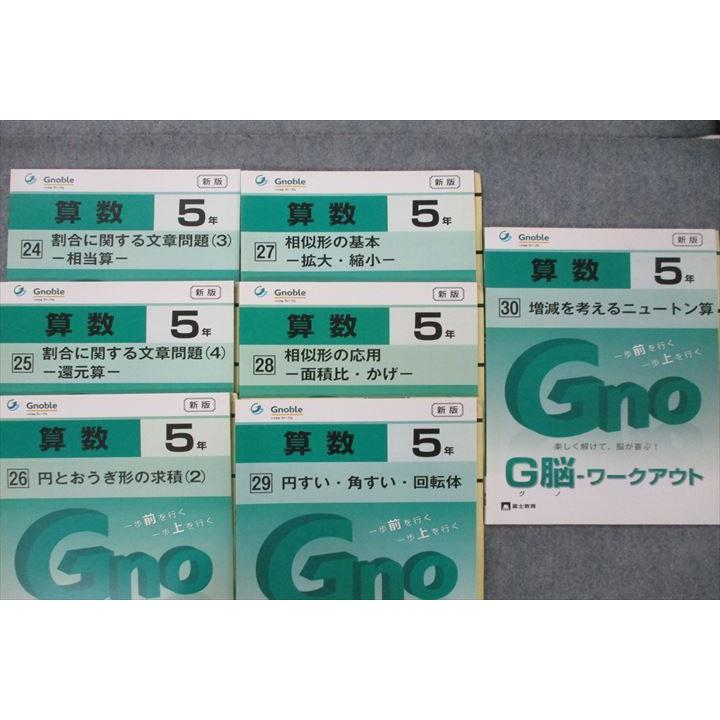 Gnoble
新版
算数
5年
24
割合に関する文章問題(3)
ー相当算ー
Gnoble
新版
算数
5年
25
割合に関する文章問題(4)
ー還元算ー
Gnoble
新版
算数
5年
26 円とおうぎ形の求積(2)
一歩前を行く
一歩上を行く
Gno
Gnoble
新版
算数
5年
27
相似形の基本
ー拡大・縮小ー
Gnoble
新版
算数
5年
28
相似形の応用
ー面積比・かげー
Gnoble
新版
算数
5年
29 円すい・角すい・回転体
一歩前を行く
一歩上を行く
Gno
Gnoble
新版
算数
5年
30 増減を考えるニュートン算
一歩前を行く
一歩上を行く
Gno
楽しく解けて、脳が喜ぶ!
G脳-ワークアウト
グノ
富士教育